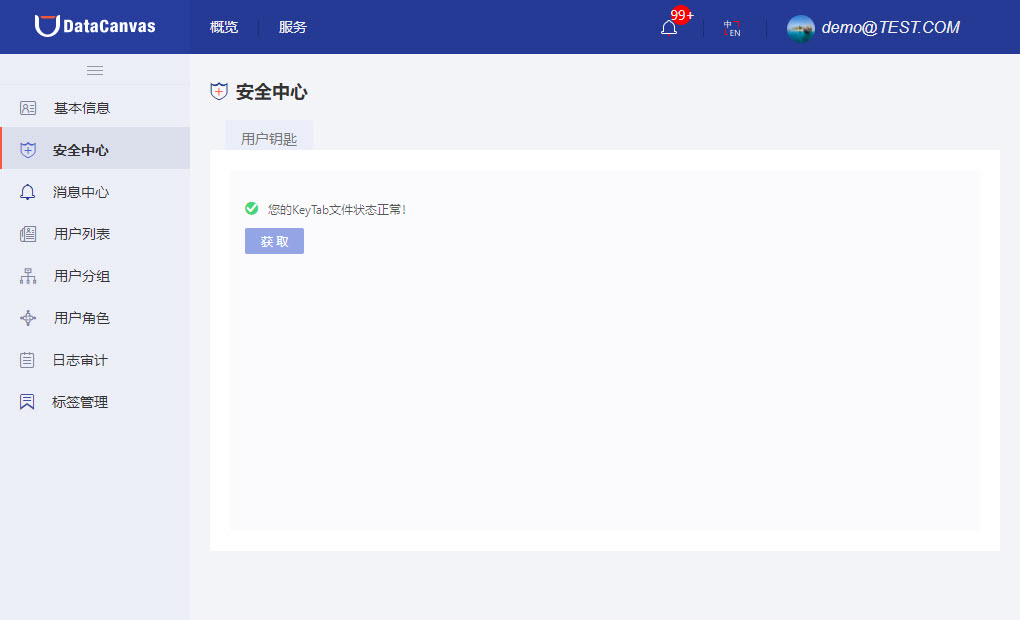 DataCanvas
概览
服务
99+
中
EN
demo@TEST.COM
基本信息
安全中心
消息中心
用户列表
用户分组
用户角色
日志审计
标签管理
安全中心
用户钥匙
您的KeyTab文件状态正常!
获 取